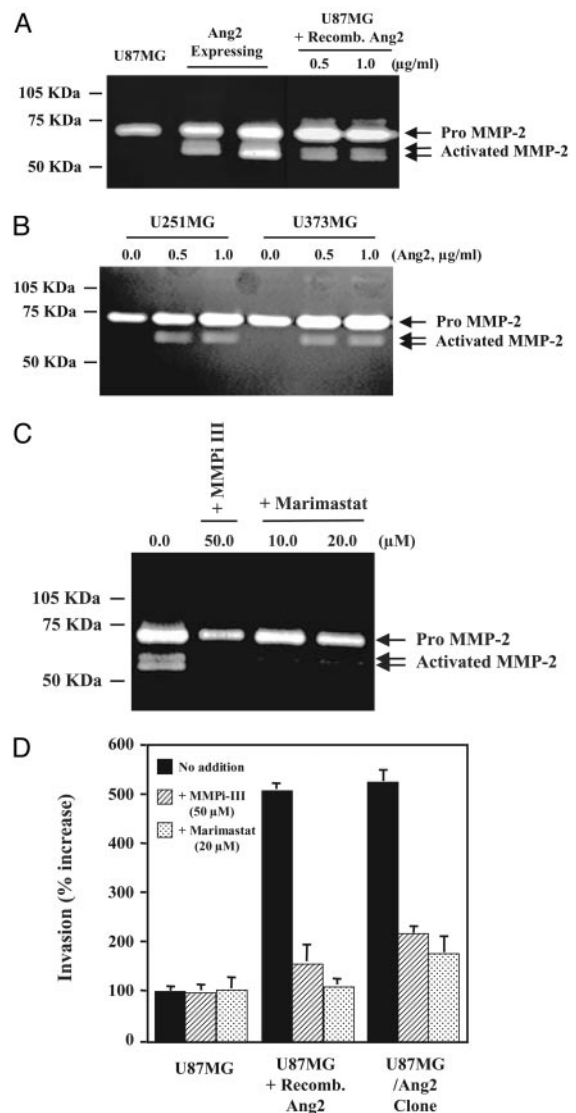 A
U87MG
Ang2
Expressing
U87MG
+ Recomb. Ang2
0.5 1.0 (µg/ml)
105 KDa
75 KDa
50 KDa
Pro MMP-2
Activated MMP-2
B
U251MG U373MG
0.0 0.5 1.0 0.0 0.5 1.0 (Ang2, µg/ml)
105 KDa
75 KDa
50 KDa
Pro MMP-2
Activated MMP-2
C
+ MMPi III
+ Marimastat
0.0 50.0 10.0 20.0 (µM)
105 KDa
75 KDa
50 KDa
Pro MMP-2
Activated MMP-2
D
Invasion (% increase)
600
500
400
300
200
100
0
No addition
+ MMPi-III
(50 µM)
+ Marimastat
(20 µM)
U87MG
U87MG
+ Recomb.
Ang2
U87MG
/Ang2
Clone